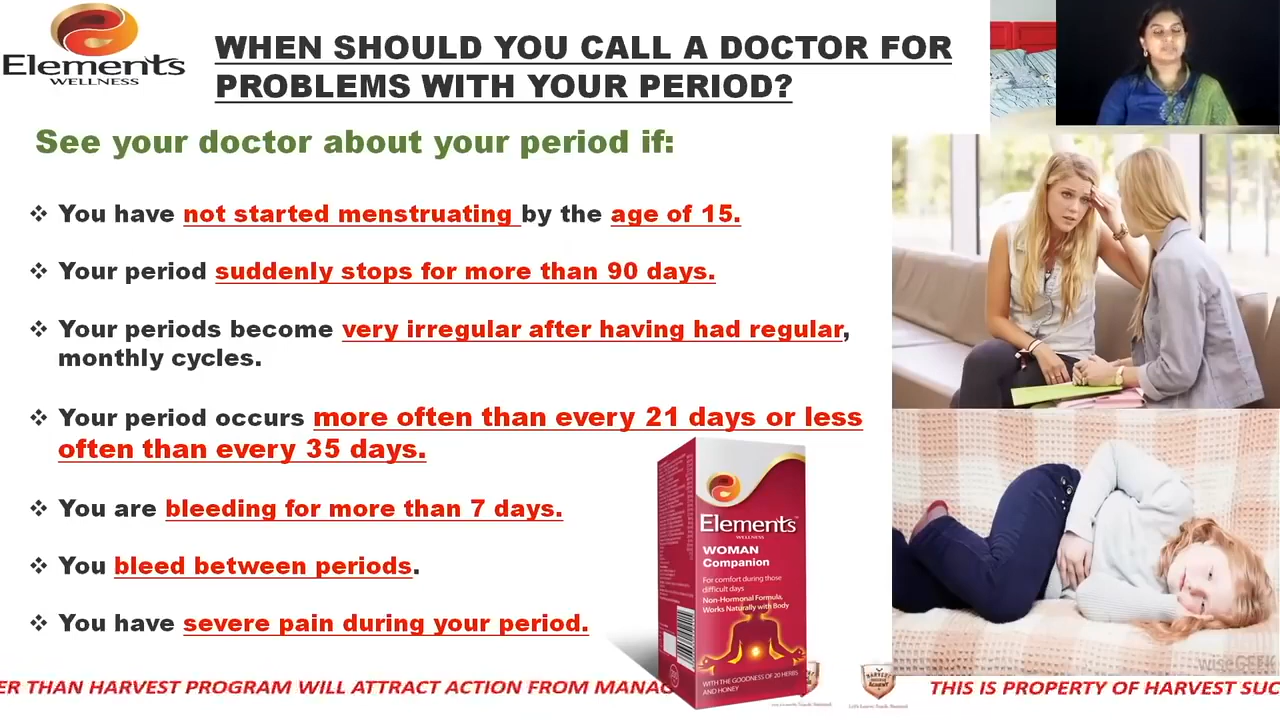 Elements
WELLNESS
WHEN SHOULD YOU CALL A DOCTOR FOR
PROBLEMS WITH YOUR PERIOD?
See your doctor about your period if:
❖ You have not started menstruating by the age of 15.
❖ Your period suddenly stops for more than 90 days.
❖ Your periods become very irregular after having had regular,
monthly cycles.
❖ Your period occurs more often than every 21 days or less
often than every 35 days.
❖ You are bleeding for more than 7 days.
❖ You bleed between periods.
❖ You have severe pain during your period.
Elements
WELLNESS
WOMAN
Companion
For comfort during those
difficult days
Non-Hormonal Formula,
Works Naturally with Body
WITH THE GOODNESS OF 20 HERBS
AND HONEY
wiseGEEK
ER THAN HARVEST PROGRAM WILL ATTRACT ACTION FROM MANAG
HARVEST
THIS IS PROPERTY OF HARVEST SUC